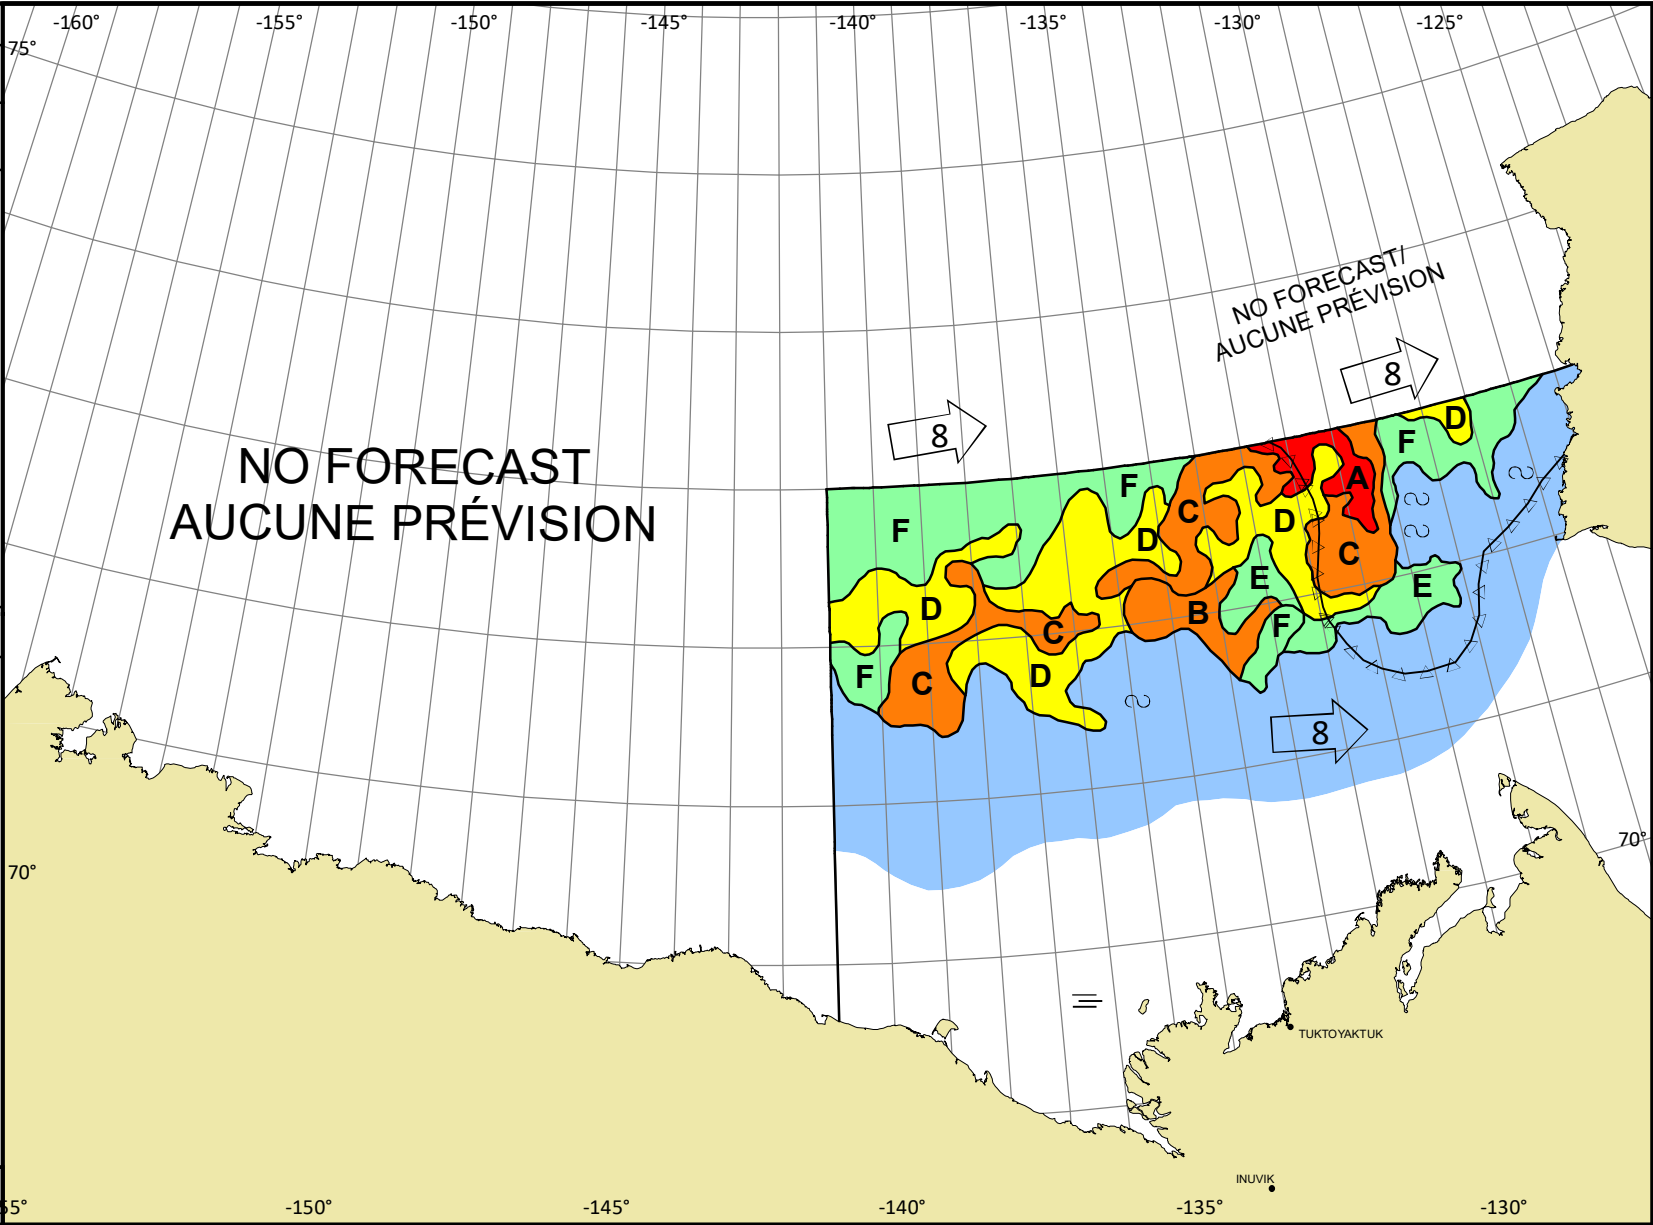 -160° -155° -150° -145° -140° -135° -130° -125°
75°
NO FORECAST/
AUCUNE PRÉVISION
8
8
NO FORECAST
AUCUNE PRÉVISION
D
F
A
F
C
F
D
D
C
E
E
D
B
F
C
F
D
C
8
70°
70°
TUKTOYAKTUK
INUVIK
55° -150° -145° -140° -135° -130°